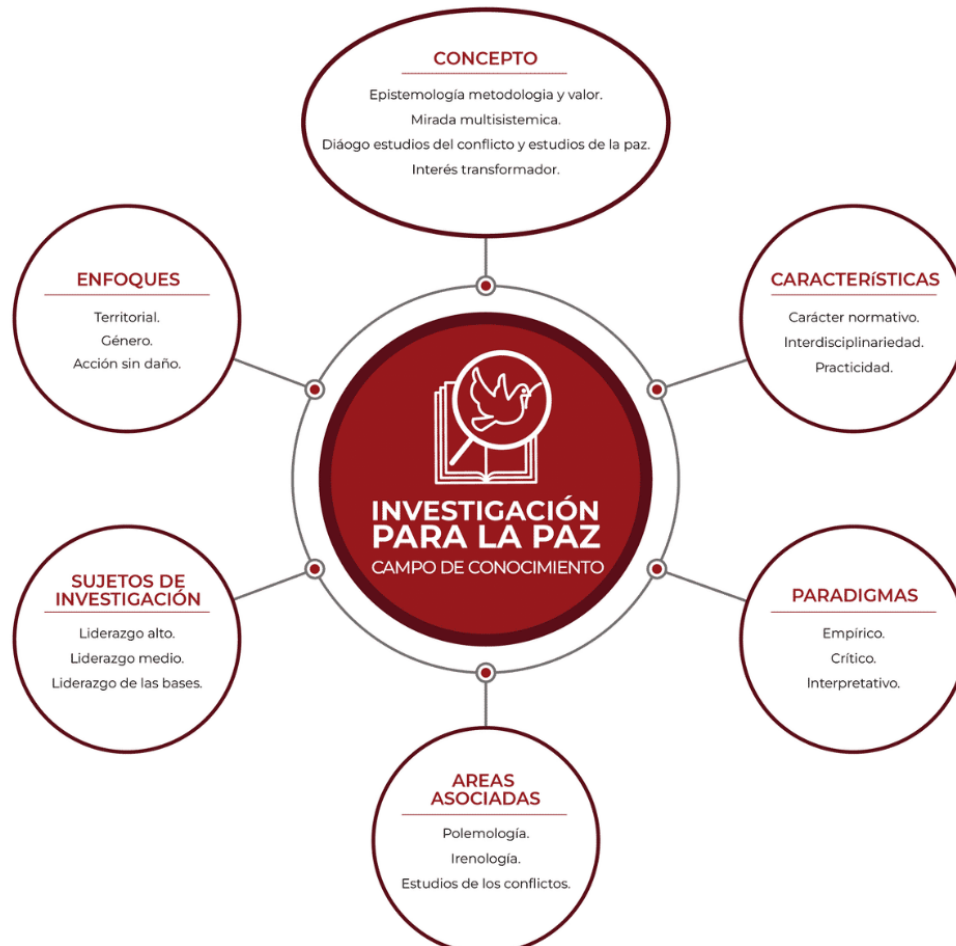 CONCEPTO
Epistemología metodologia y valor.
Mirada multisistemica.
Diáogo estudios del conflicto y estudios de la paz.
Interés transformador.
ENFOQUES
Territorial.
Género.
Acción sin daño.
CARACTERÍSTICAS
Carácter normativo.
Interdisciplinariedad.
Practicidad.
INVESTIGACIÓN
PARA LA PAZ
CAMPO DE CONOCIMIENTO
SUJETOS DE
INVESTIGACIÓN
Liderazgo alto.
Liderazgo medio.
Liderazgo de las bases.
PARADIGMAS
Empírico.
Crítico.
Interpretativo.
AREAS
ASOCIADAS
Polemología.
Irenología.
Estudios de los conflictos.